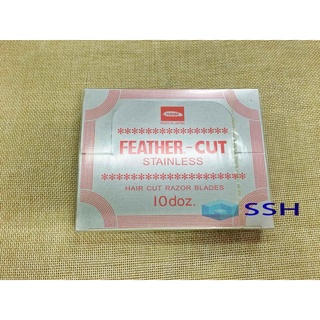 FEATHER-CUT
STAINLESS
HAIR CUT RAZOR BLADES
10doz.
SSH